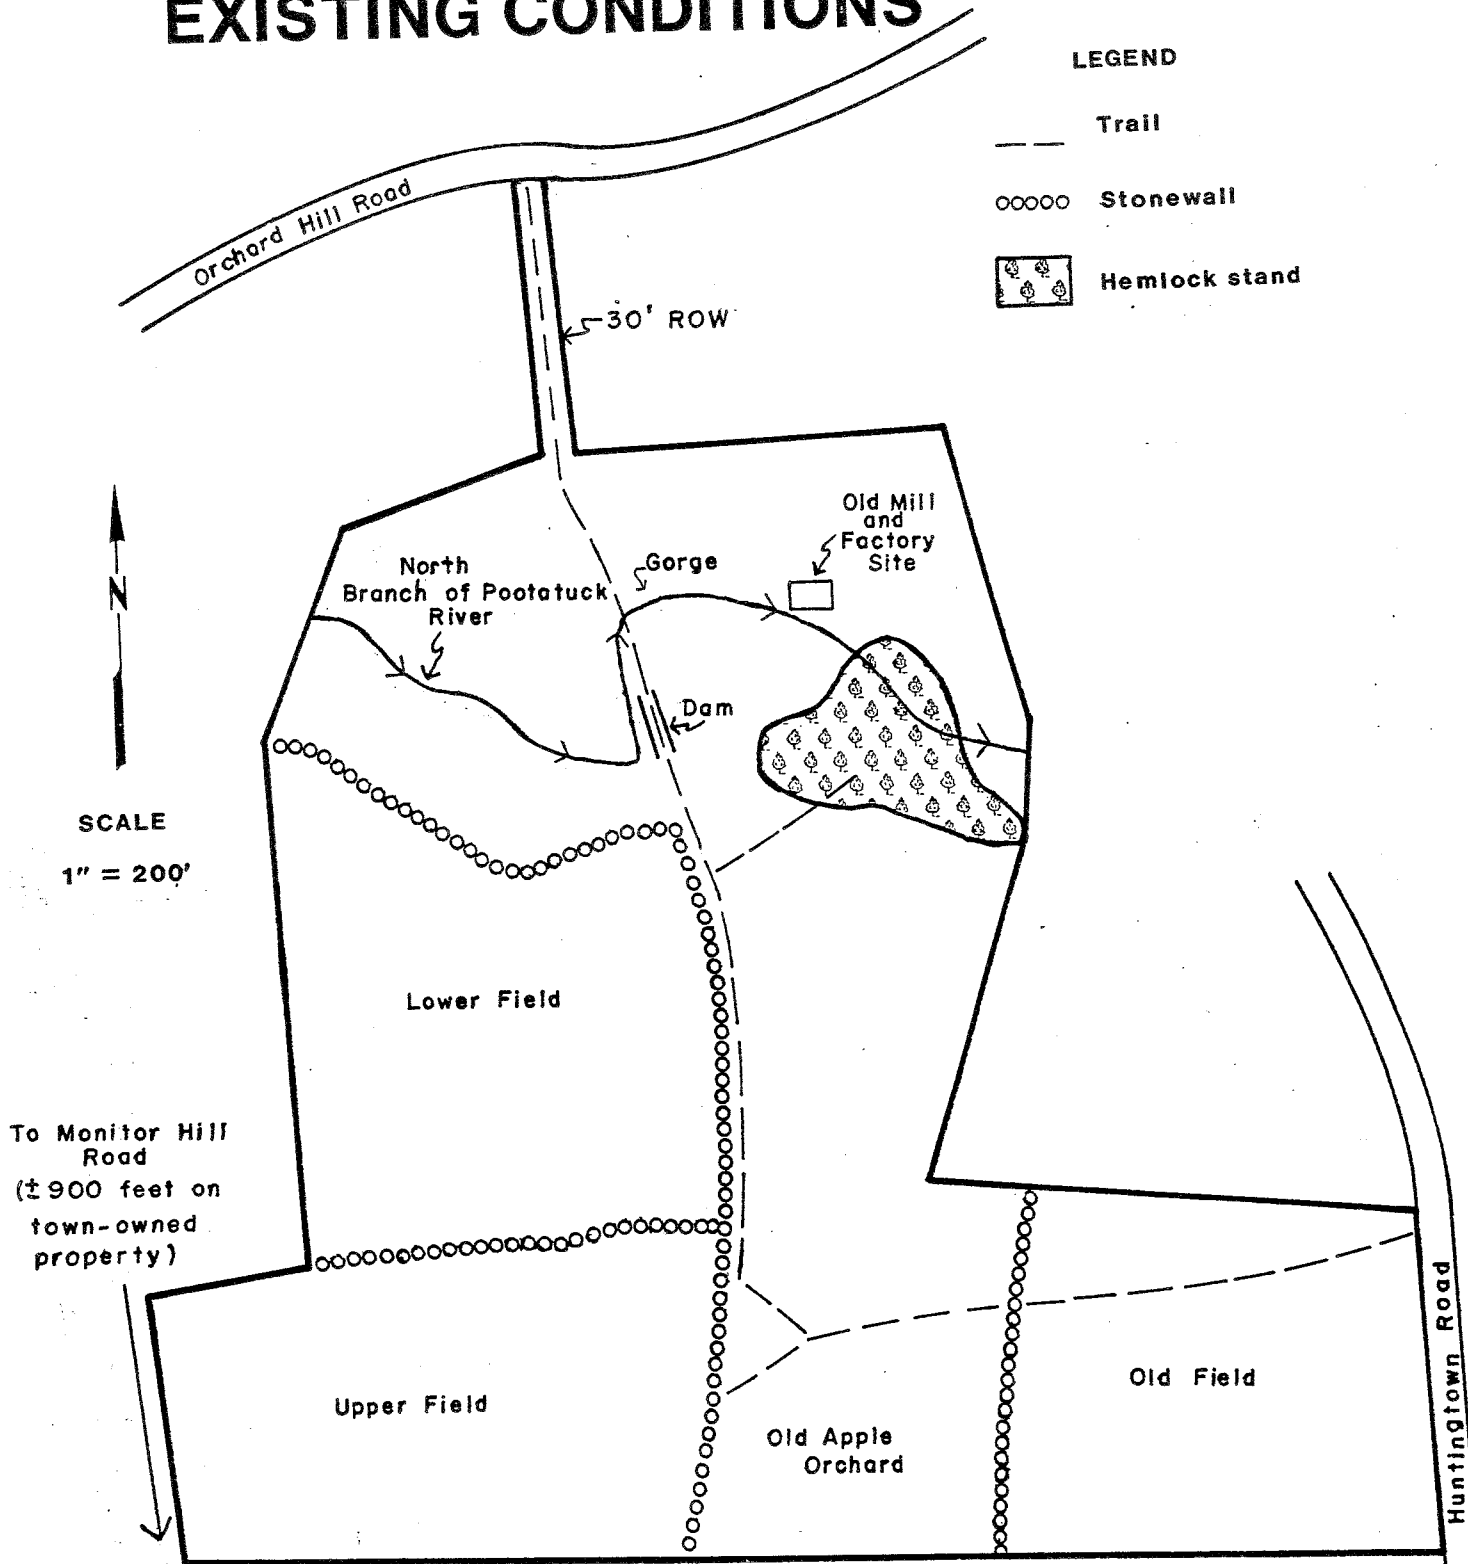 EXISTING CONDITIONS
LEGEND
Trail
Stonewall
Hemlock stand
Orchard Hill Road
30' ROW
Old Mill
and
Factory
Site
Gorge
North
Branch of Pootatuck
River
N
Dam
SCALE
1" = 200'
Lower Field
To Monitor Hill
Road
(±900 feet on
town-owned
property)
Upper Field
Old Apple
Orchard
Old Field
Huntingtown Road